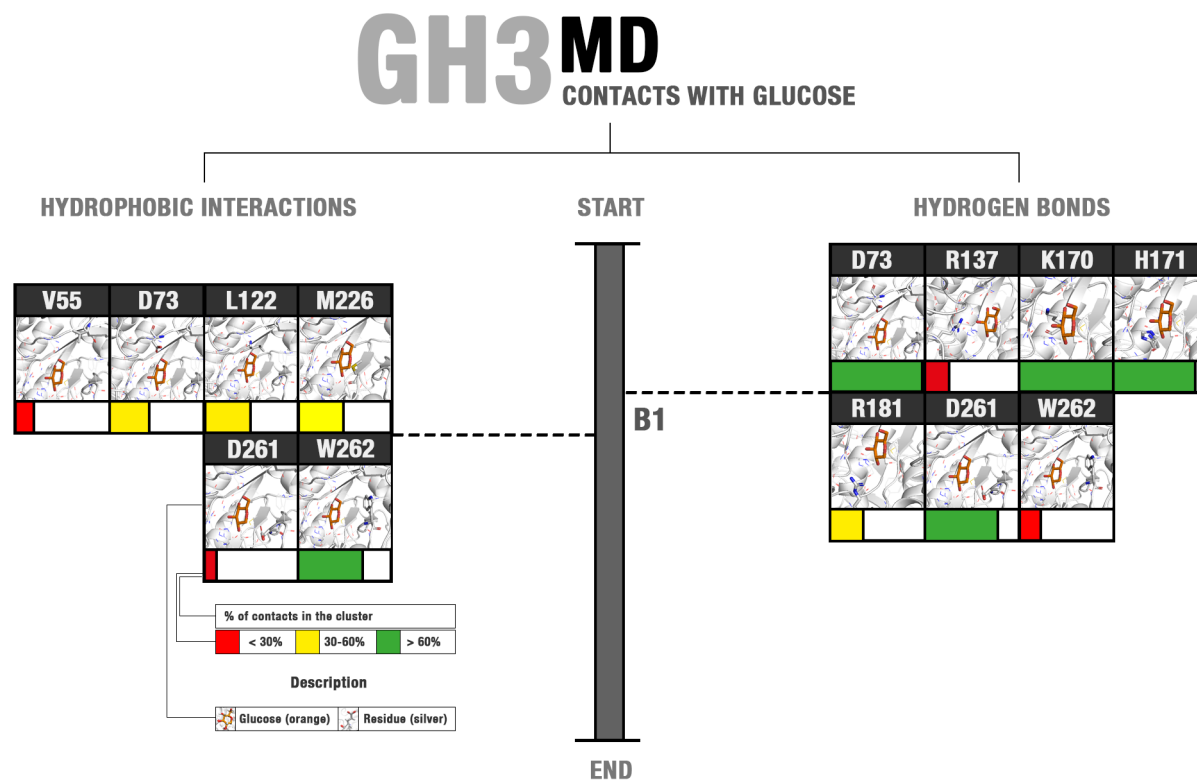 GH3 MD
CONTACTS WITH GLUCOSE
HYDROPHOBIC INTERACTIONS
START
HYDROGEN BONDS
V55 D73 L122 M226
D261 W262
B1
D73 R137 K170 H171
R181 D261 W262
% of contacts in the cluster
< 30% 30-60% > 60%
Description
Glucose (orange) Residue (silver)
END